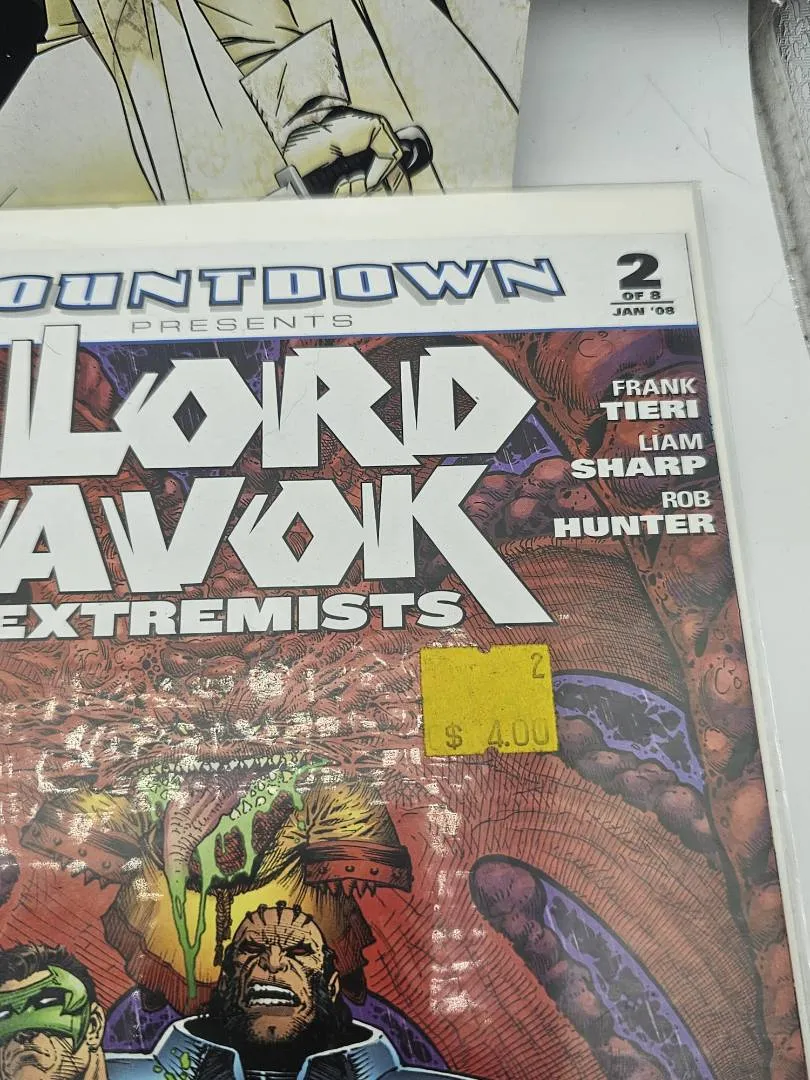 OUNTDOWN
PRESENTS
2
OF 8
JAN '08
LORD
AVOK
EXTREMISTS
™
FRANK
TIERI
LIAM
SHARP
ROB
HUNTER
2
$ 4.00